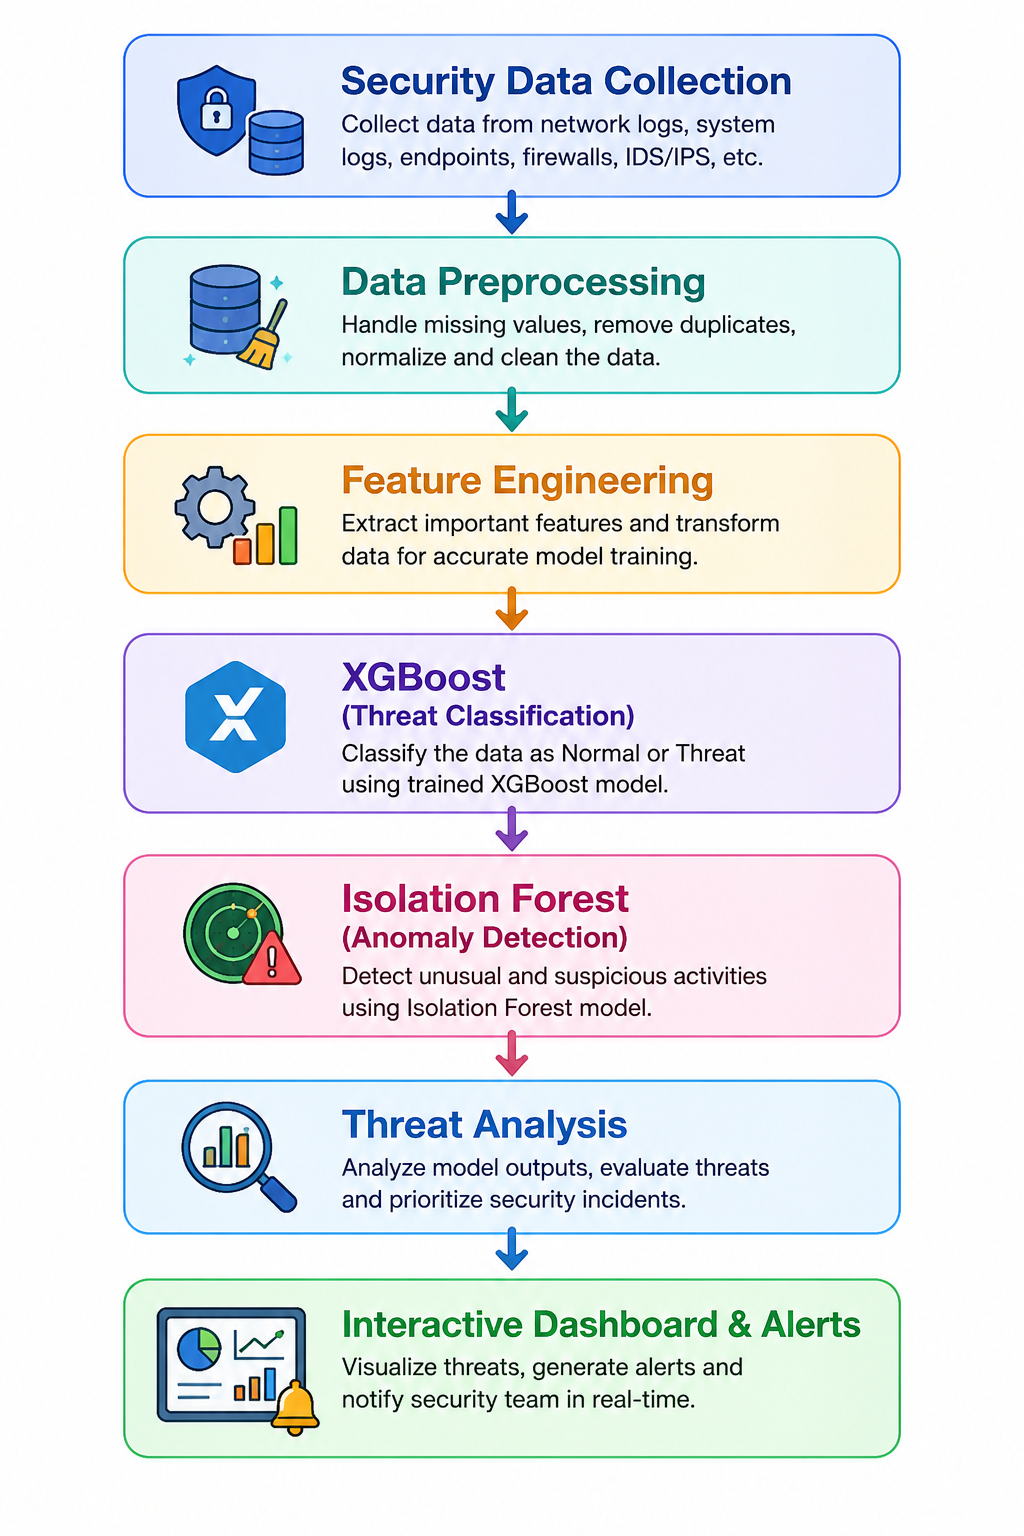 Security Data Collection
Collect data from network logs, system
logs, endpoints, firewalls, IDS/IPS, etc.
Data Preprocessing
Handle missing values, remove duplicates,
normalize and clean the data.
Feature Engineering
Extract important features and transform
data for accurate model training.
X
XGBoost
(Threat Classification)
Classify the data as Normal or Threat
using trained XGBoost model.
Isolation Forest
(Anomaly Detection)
Detect unusual and suspicious activities
using Isolation Forest model.
Threat Analysis
Analyze model outputs, evaluate threats
and prioritize security incidents.
Interactive Dashboard & Alerts
Visualize threats, generate alerts and
notify security team in real-time.